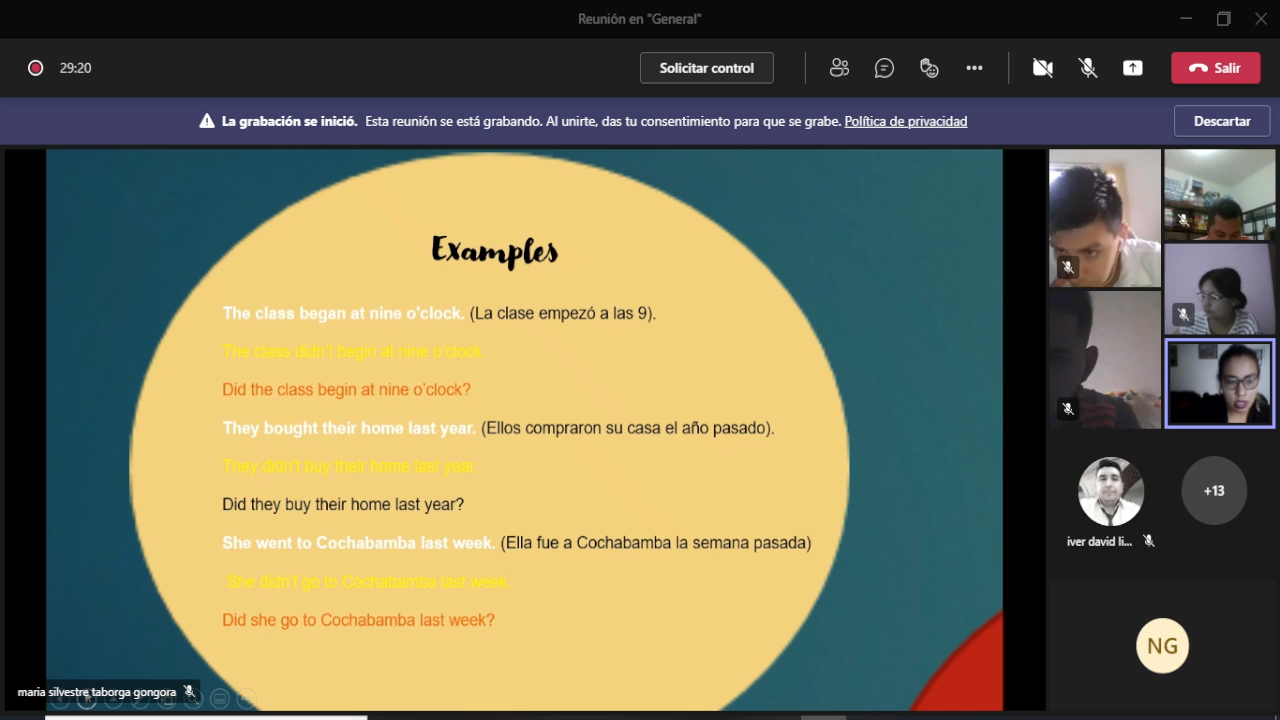 Reunión en "General"
29:20
Solicitar control
Salir
La grabación se inició. Esta reunión se está grabando. Al unirte, das tu consentimiento para que se grabe. Política de privacidad
Descartar
Examples
The class began at nine o'clock. (La clase empezó a las 9).
The class didn't begin at nine o'clock.
Did the class begin at nine o'clock?
They bought their home last year. (Ellos compraron su casa el año pasado).
They didn't buy their home last year.
Did they buy their home last year?
She went to Cochabamba last week. (Ella fue a Cochabamba la semana pasada)
She didn't go to Cochabamba last week.
Did she go to Cochabamba last week?
maria silvestre taborga gongora
+13
iver david li...
NG